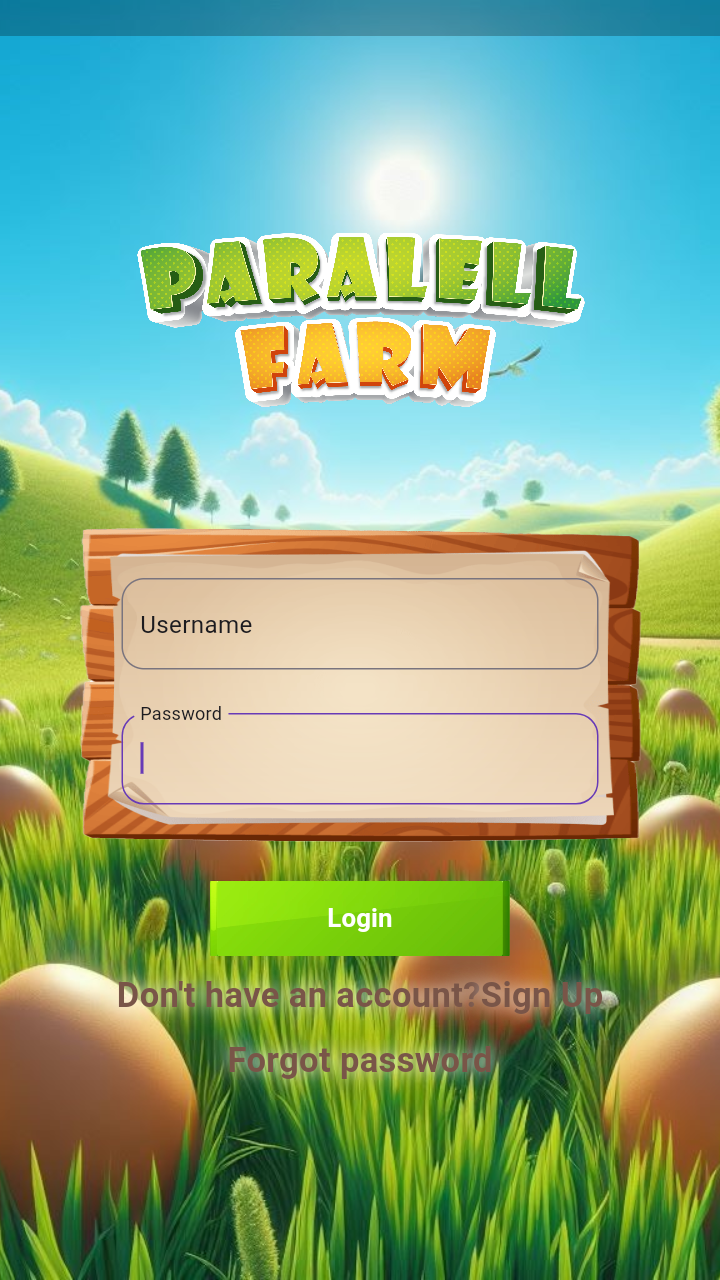 PARALELL
FARM
Username
Password
Login
Don't have an account?Sign Up
Forgot password